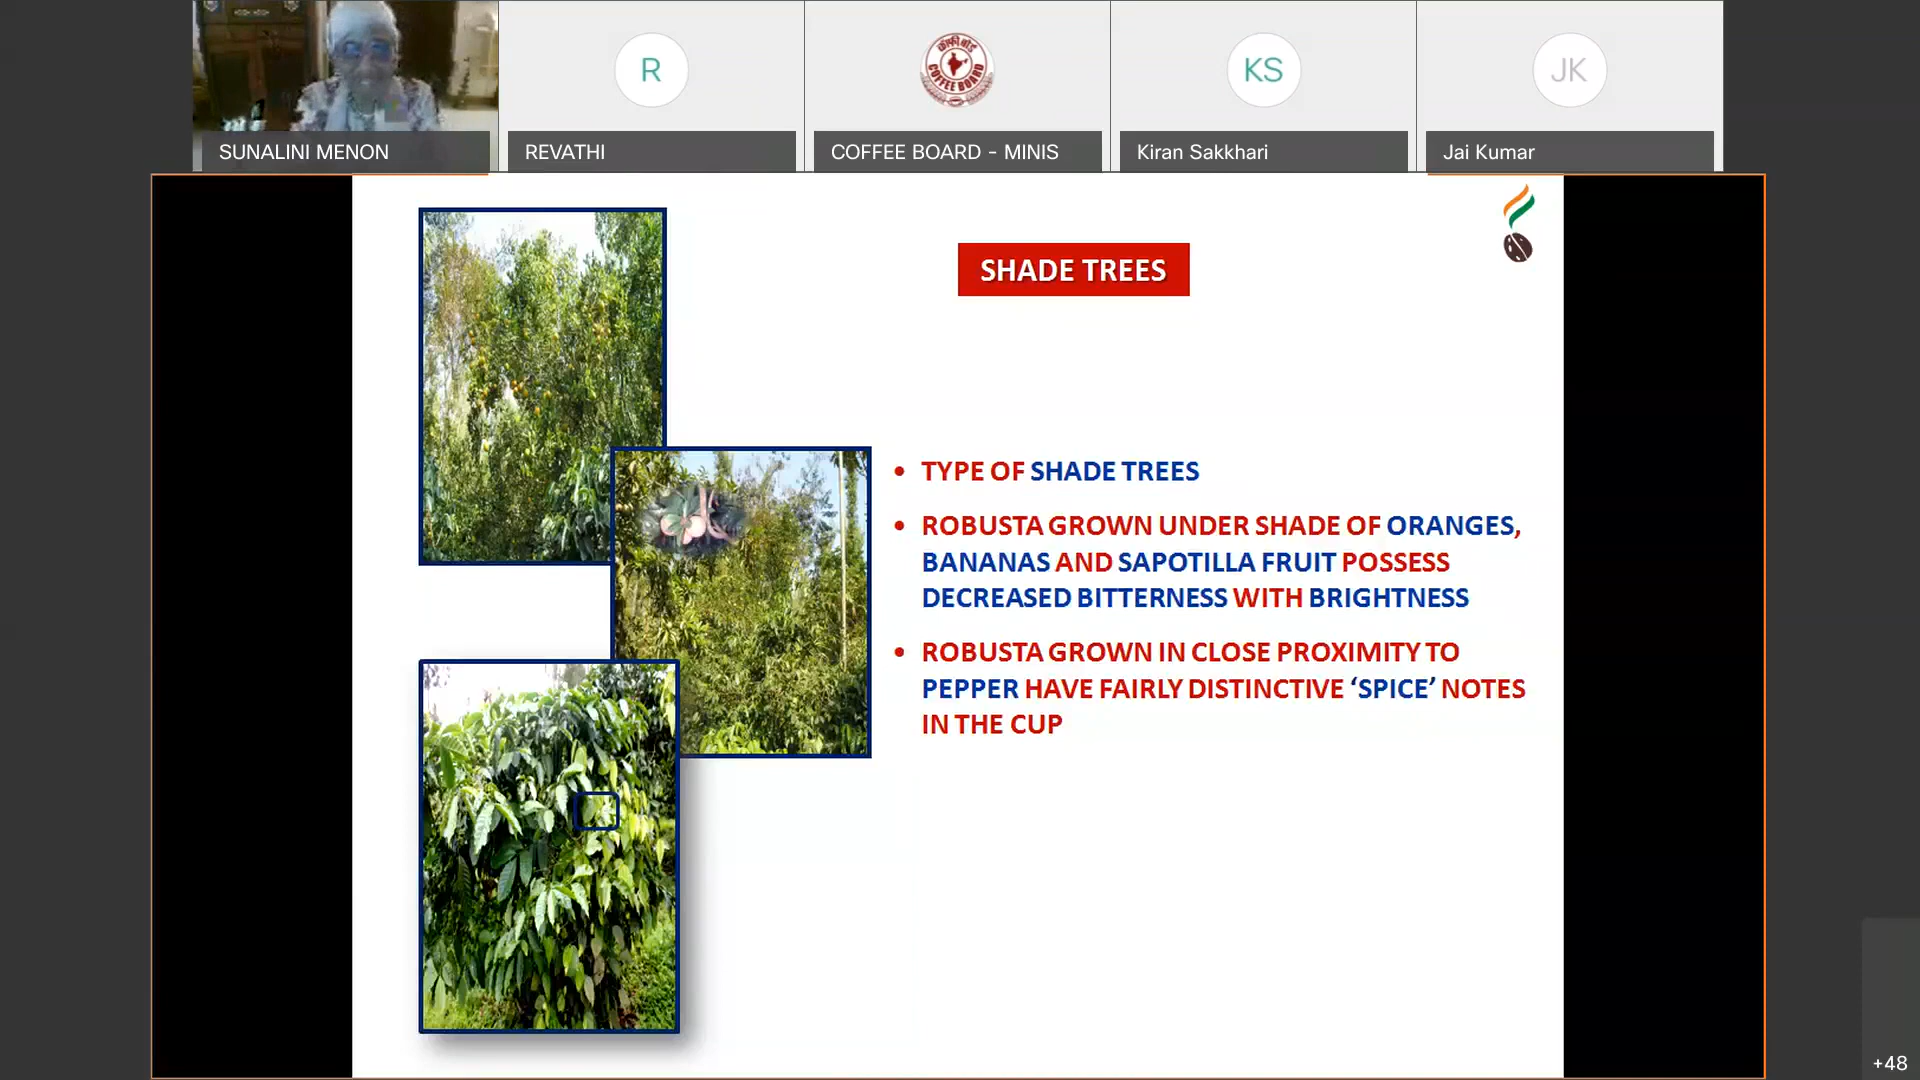 SUNALINI MENON
R
REVATHI
कॉफी बोर्ड
COFFEE BOARD
COFFEE BOARD - MINIS
KS
Kiran Sakkhari
JK
Jai Kumar
SHADE TREES
• TYPE OF SHADE TREES
• ROBUSTA GROWN UNDER SHADE OF ORANGES,
BANANAS AND SAPOTILLA FRUIT POSSESS
DECREASED BITTERNESS WITH BRIGHTNESS
• ROBUSTA GROWN IN CLOSE PROXIMITY TO
PEPPER HAVE FAIRLY DISTINCTIVE ‘SPICE’ NOTES
IN THE CUP
+48